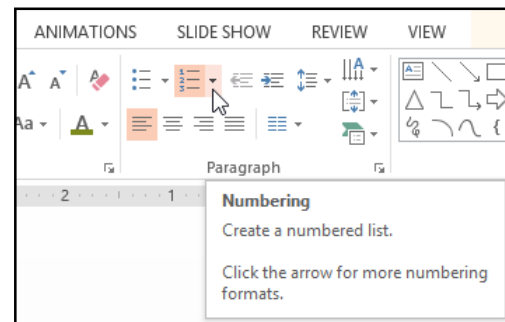 ANIMATIONS SLIDE SHOW REVIEW VIEW
A A A
Aa A
Paragraph
2 1
Numbering
Create a numbered list.
Click the arrow for more numbering
formats.